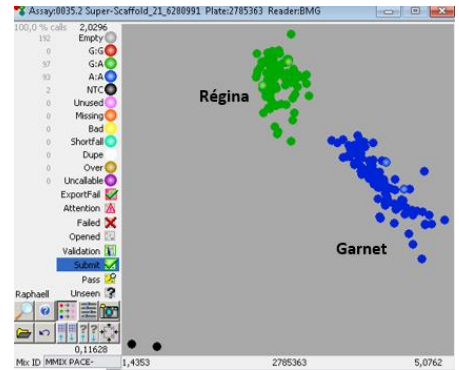 Assay:0035.2 Super-Scaffold_21_6280991 Plate:2785363 Reader:BMG
100,0 % calls 2,0296
192 Empty
0 G:G
97 G:A
93 A:A
2 NTC
0 Unused
0 Missing
0 Bad
0 Shortfall
0 Dupe
0 Over
0 Uncallable
ExportFail
Attention
Failed
Opened
Validation
Submit
Pass
Raphaell Unseen
Régina
Garnet
0,11628
Mix ID MMIX PACE- 1,4353 2785363 5,0762